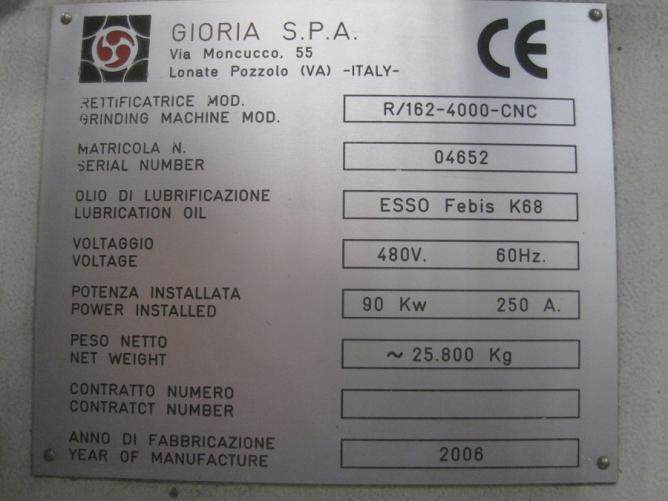 GIORIA S.P.A.
Via Moncucco, 55
Lonate Pozzolo (VA) -ITALY-
CE
RETTIFICATRICE MOD.
GRINDING MACHINE MOD.
R/162-4000-CNC
MATRICOLA N.
SERIAL NUMBER
04652
OLIO DI LUBRIFICAZIONE
LUBRICATION OIL
ESSO Febis K68
VOLTAGGIO
VOLTAGE
480V. 60Hz.
POTENZA INSTALLATA
POWER INSTALLED
90 Kw 250 A.
PESO NETTO
NET WEIGHT
~ 25.800 Kg
CONTRATTO NUMERO
CONTRATCT NUMBER
ANNO DI FABBRICAZIONE
YEAR OF MANUFACTURE
2006